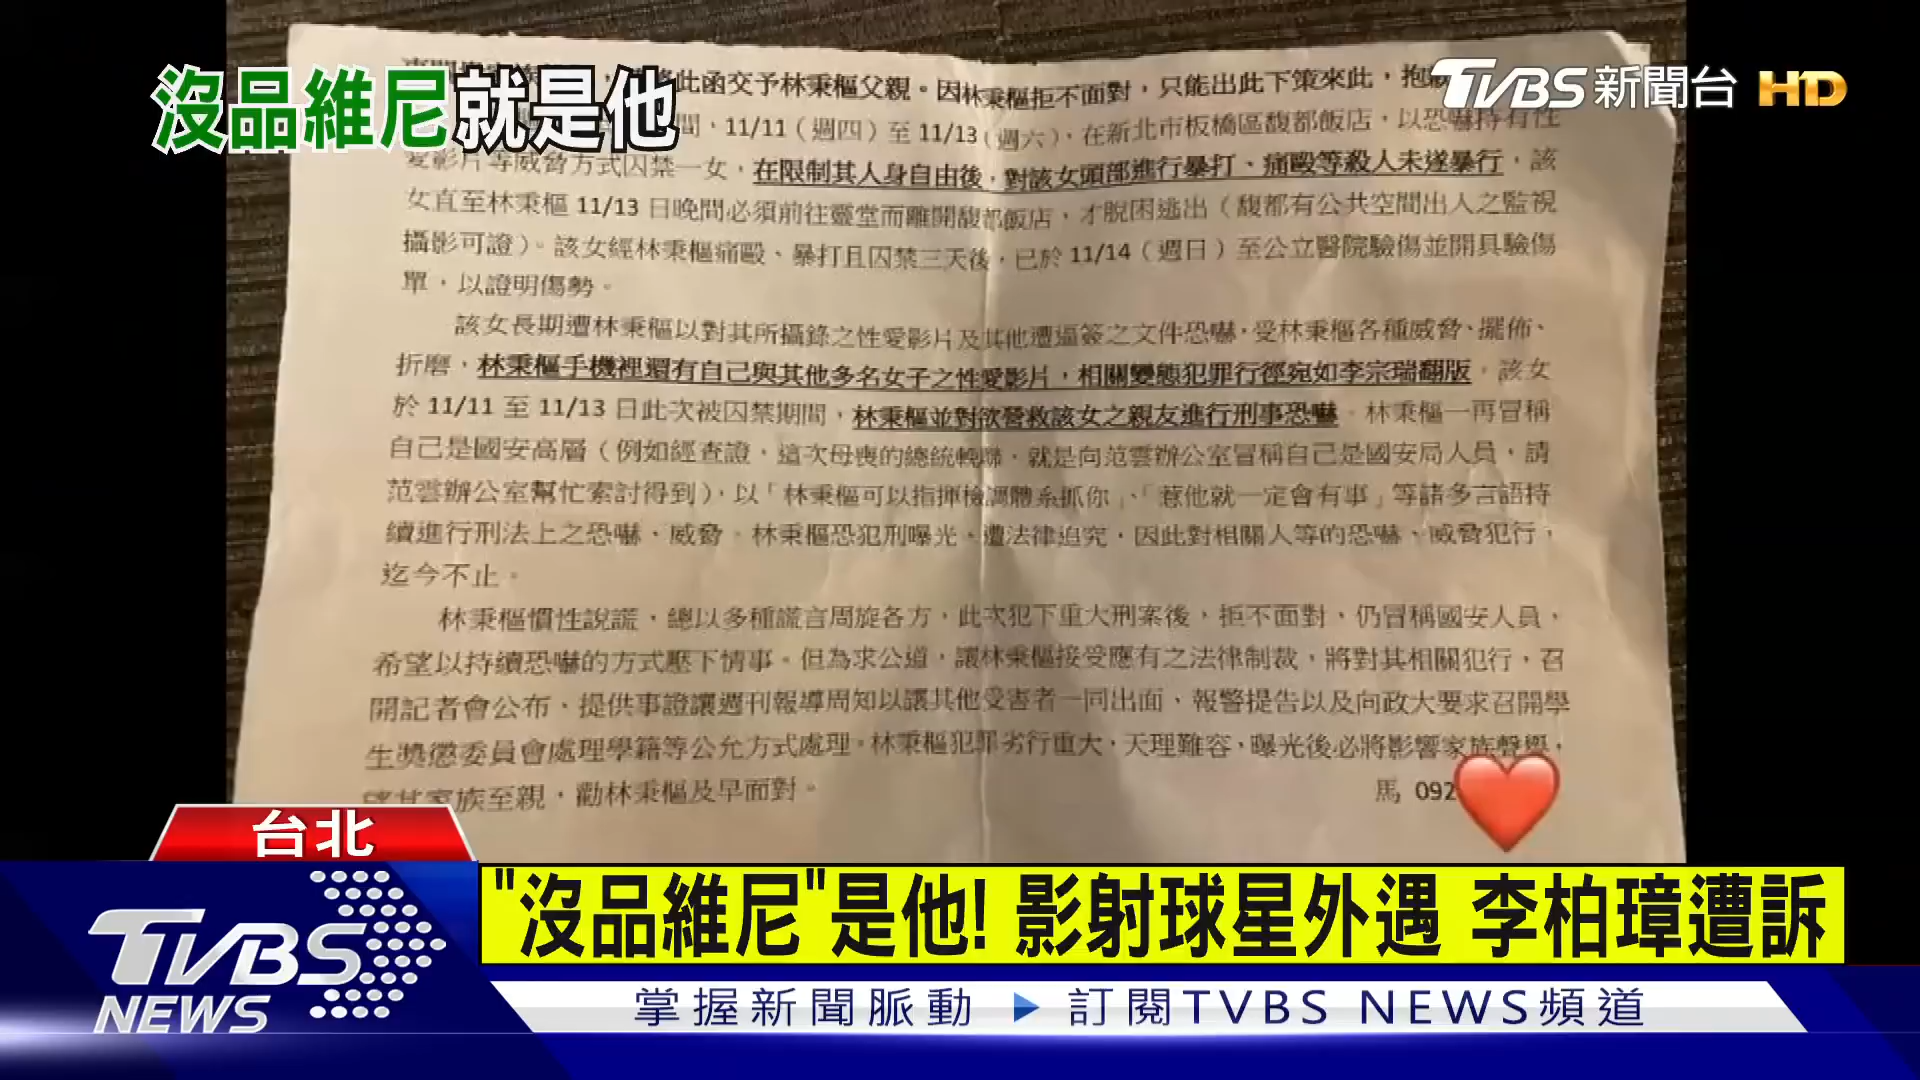 沒品維尼就是他
TVBS新聞台 HD
此函交予林秉樞父親。因林秉樞拒不面對，只能出此下策來此，抱
間，11/11（週四）至 11/13（週六），在新北市板橋區馥都飯店，以恐嚇持有性
愛影片等威脅方式囚禁一女，在限制其人身自由後，對該女頭部進行暴打、痛毆等殺人未遂暴行，該
女直至林秉樞 11/13 日晚間必須前往靈堂而離開馥都飯店，才脫困逃出（馥都有公共空間出入之監視
攝影可證）。該女經林秉樞痛毆、暴打且囚禁三天後，已於 11/14（週日）至公立醫院驗傷並開具驗傷
單，以證明傷勢。
該女長期遭林秉樞以對其所攝錄之性愛影片及其他遭逼簽之文件恐嚇，受林秉樞各種威脅、擺佈、
折磨，林秉樞手機裡還有自己與其他多名女子之性愛影片，相關變態犯罪行徑宛如李宗瑞翻版，該女
於 11/11 至 11/13 日此次被囚禁期間，林秉樞並對欲營救該女之親友進行刑事恐嚇。林秉樞一再冒稱
自己是國安高層（例如經查證，這次母喪的總統輓聯，就是向范雲辦公室冒稱自己是國安局人員，請
范雲辦公室幫忙索討得到），以「林秉樞可以指揮檢調體系抓你」、「惹他就一定會有事」等諸多言語持
續進行刑法上之恐嚇、威脅。林秉樞恐犯刑曝光、遭法律追究，因此對相關人等的恐嚇、威脅犯行，
迄今不止。
林秉樞慣性說謊，總以多種謊言周旋各方，此次犯下重大刑案後，拒不面對，仍冒稱國安人員，
希望以持續恐嚇的方式壓下情事。但為求公道，讓林秉樞接受應有之法律制裁，將對其相關犯行，召
開記者會公布、提供事證讓週刊報導周知以讓其他受害者一同出面、報警提告以及向政大要求召開學
生獎懲委員會處理學籍等公允方式處理。林秉樞犯罪劣行重大，天理難容，曝光後必將影響家族聲譽，
望其家族至親，勸林秉樞及早面對。
馬 092
台北
"沒品維尼"是他! 影射球星外遇 李柏璋遭訴
TVBS NEWS
掌握新聞脈動 訂閱TVBS NEWS頻道